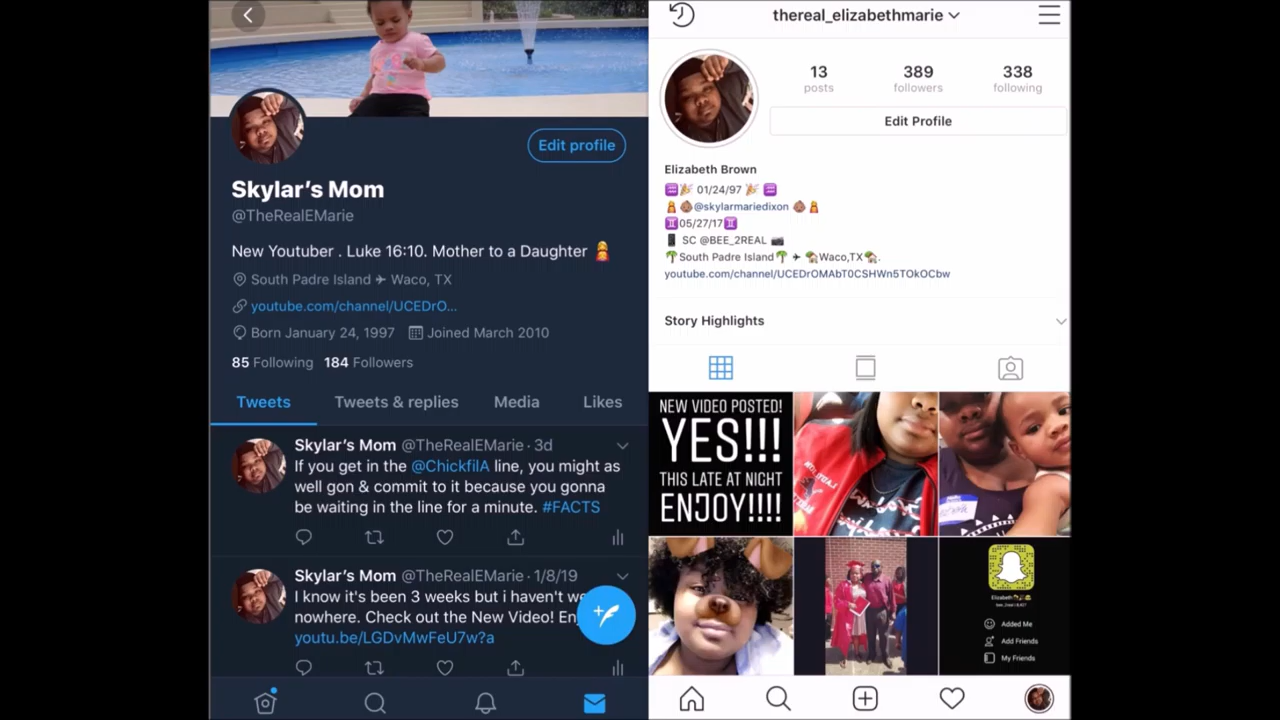 Edit profile
Skylar’s Mom
@TheRealEMarie
New Youtuber . Luke 16:10. Mother to a Daughter
South Padre Island ✈ Waco, TX
youtube.com/channel/UCEDrO...
Born January 24, 1997 Joined March 2010
85 Following 184 Followers
Tweets Tweets & replies Media Likes
Skylar’s Mom @TheRealEMarie · 3d
If you get in the @ChickfilA line, you might as
well gon & commit to it because you gonna
be waiting in the line for a minute. #FACTS
Skylar’s Mom @TheRealEMarie · 1/8/19
I know it's been 3 weeks but i haven't we
nowhere. Check out the New Video! En
youtu.be/LGDvMwFeU7w?a
thereal_elizabethmarie
13 389 338
posts followers following
Edit Profile
Elizabeth Brown
01/24/97
@skylarmariedixon
05/27/17
SC @BEE_2REAL
South Padre Island ✈ Waco,TX .
youtube.com/channel/UCEDrOMAbT0CSHWn5TOkOCbw
Story Highlights
NEW VIDEO POSTED!
YES!!!
THIS LATE AT NIGHT
ENJOY!!!!
Elizabeth
Added Me
Add Friends
My Friends